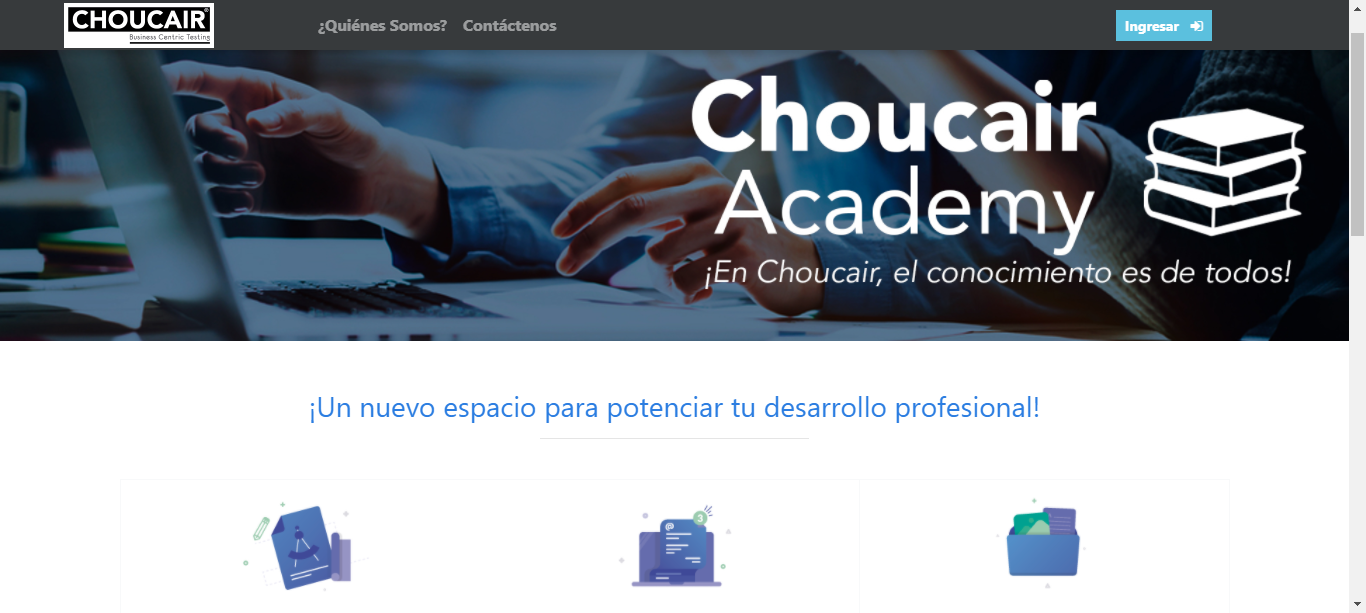 CHOUCAIR®
Business Centric Testing
¿Quiénes Somos? Contáctenos
Ingresar
Choucair
Academy
¡En Choucair, el conocimiento es de todos!
¡Un nuevo espacio para potenciar tu desarrollo profesional!
@
3